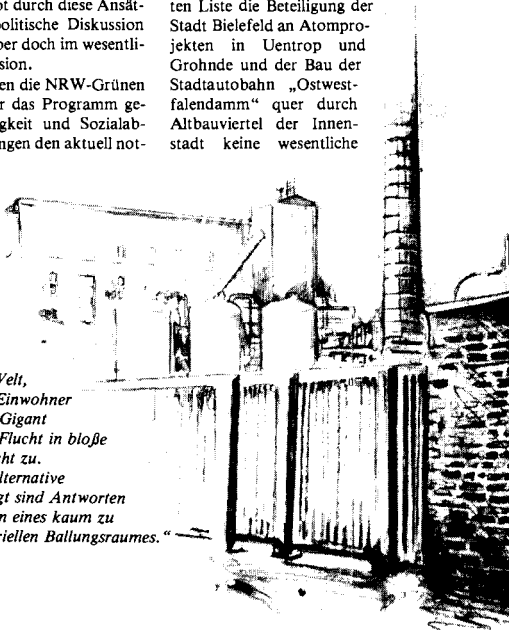 ot durch diese Ansät-
politische Diskussion
ber doch im wesentli-
sion.
en die NRW-Grünen
r das Programm ge-
gkeit und Sozialab-
ngen den aktuell not-
ten Liste die Beteiligung der
Stadt Bielefeld an Atompro-
jekten in Uentrop und
Grohnde und der Bau der
Stadtautobahn „Ostwest-
falendamm“ quer durch
Altbauviertel der Innen-
stadt keine wesentliche
Welt,
Einwohner
Gigant
Flucht in bloße
ht zu.
lternative
gt sind Antworten
n eines kaum zu
riellen Ballungsraumes.“